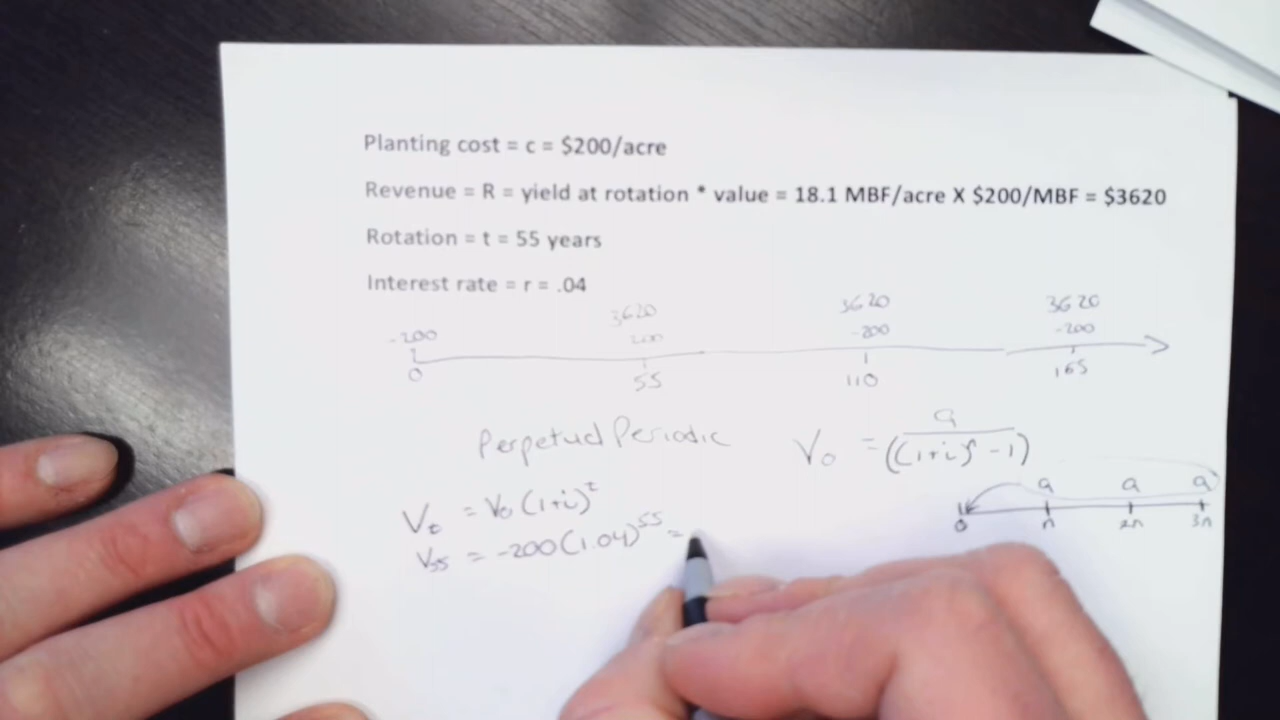 Planting cost = c = $200/acre
Revenue = R = yield at rotation * value = 18.1 MBF/acre X $200/MBF = $3620
Rotation = t = 55 years
Interest rate = r = .04
3620 3620 3620
-200 200 -200 -200
0 55 110 165
Perpetual Periodic V₀ = a / ((1+i)ᵗ - 1)
a a a
0 n 2n 3n
Vₜ = V₀(1+i)ᵗ
V₅₅ = -200(1.04)⁵⁵ =